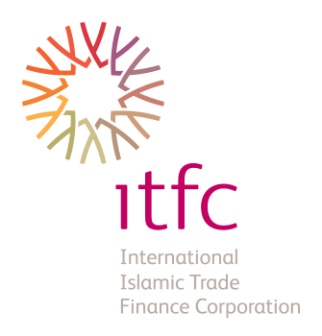 itfc
International
Islamic Trade
Finance Corporation